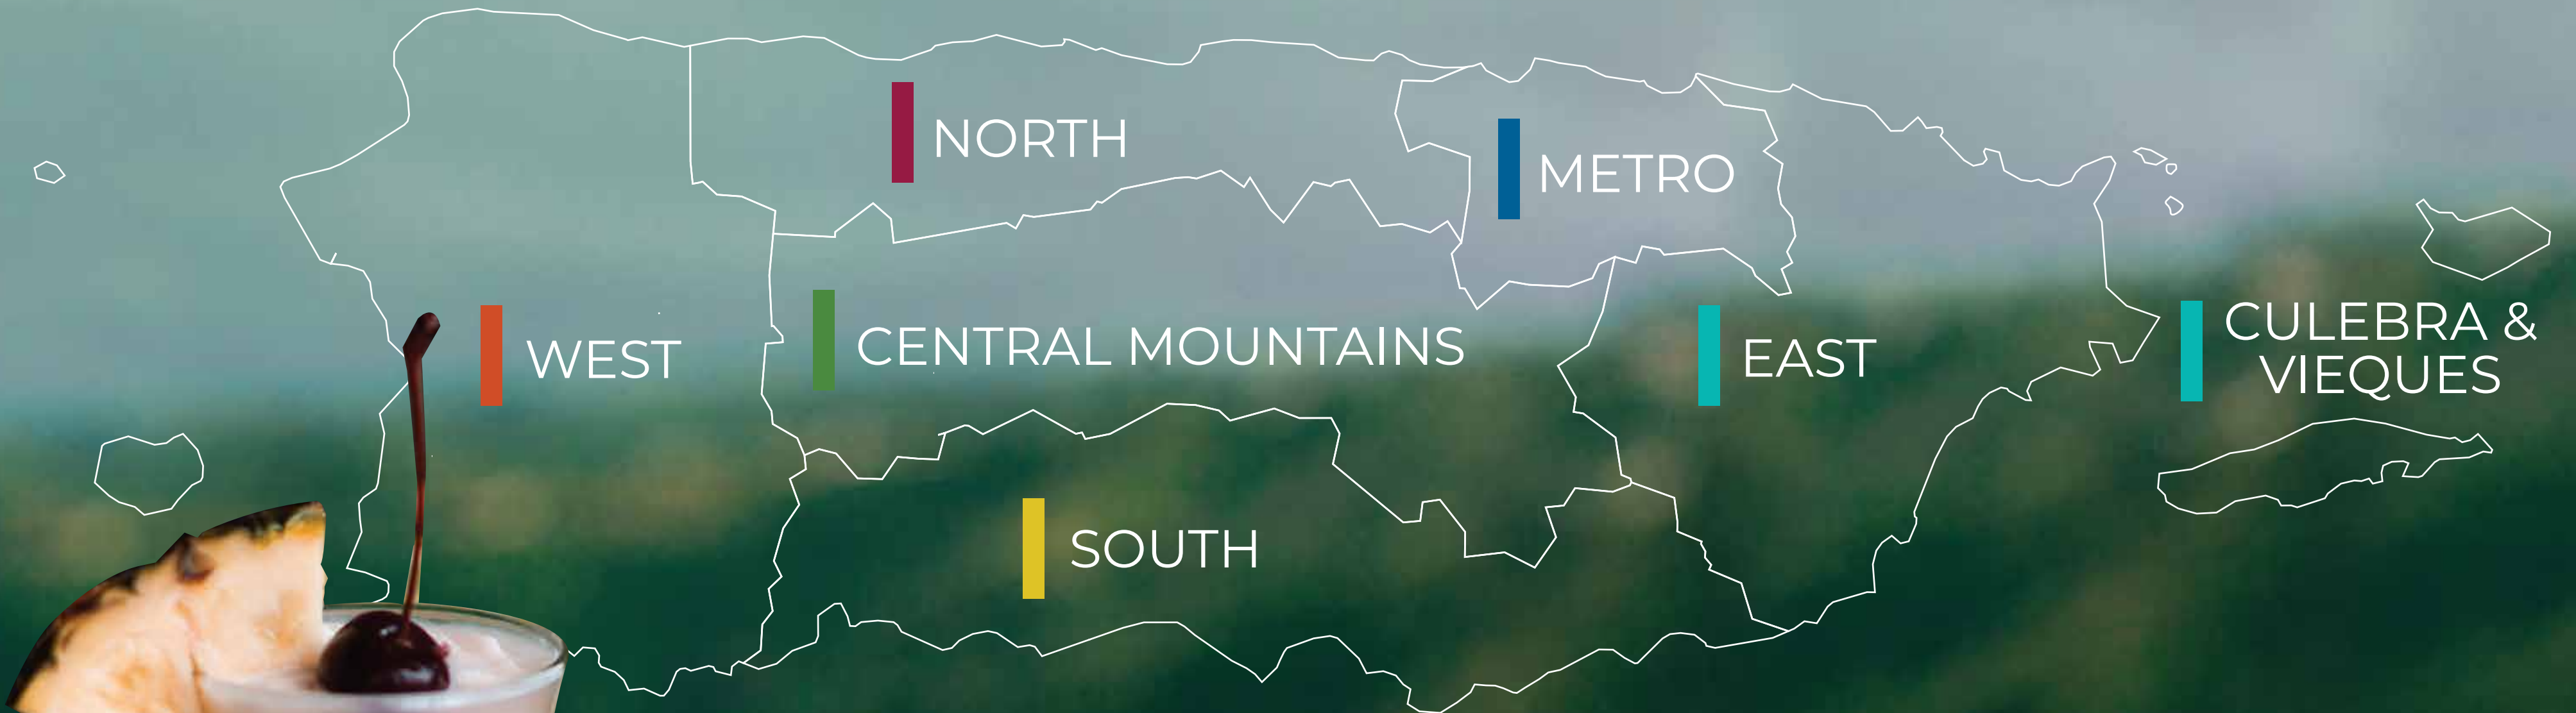 NORTH
METRO
WEST
CENTRAL MOUNTAINS
EAST
CULEBRA &
VIEQUES
SOUTH